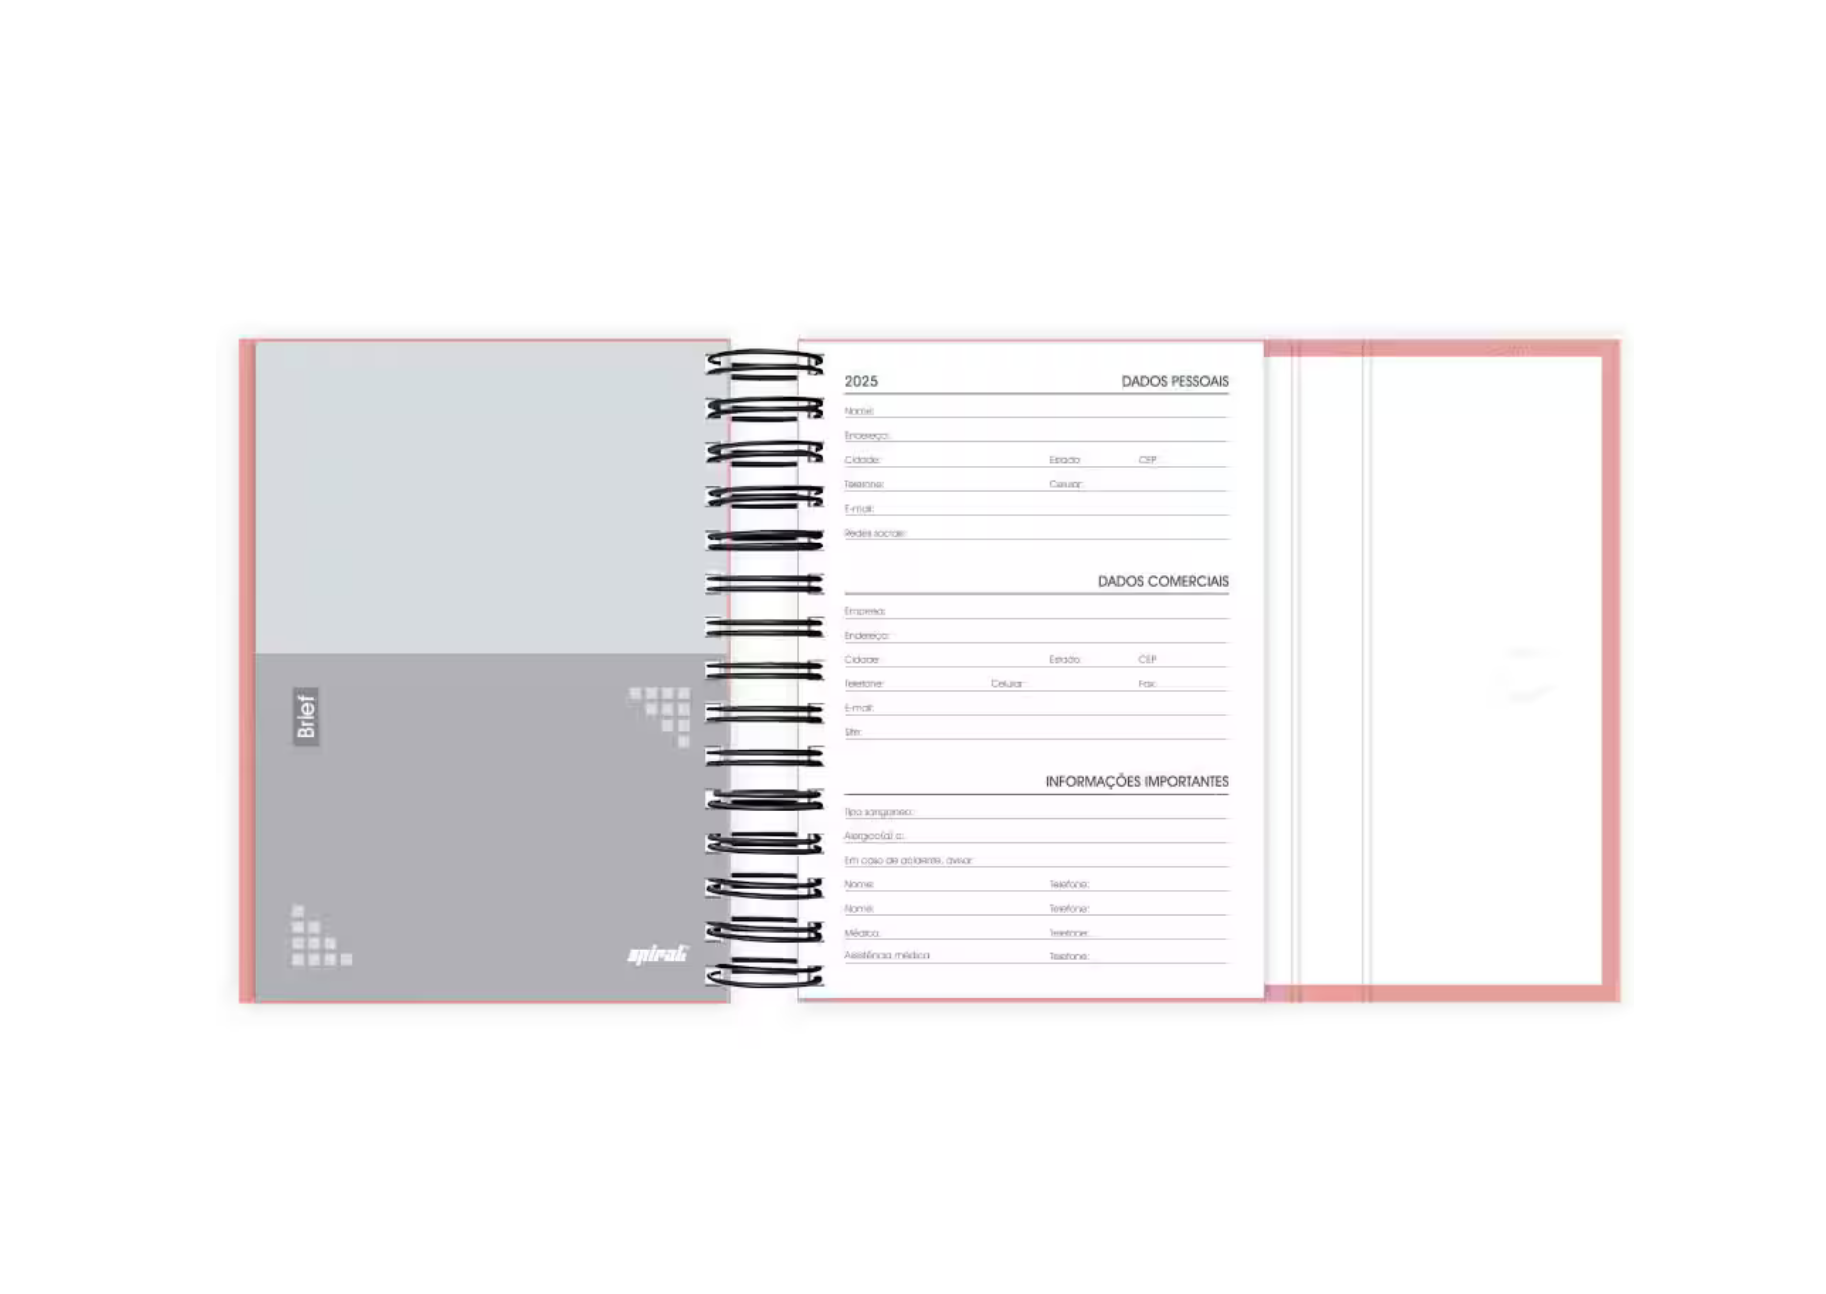 Brief
spiral
2025 DADOS PESSOAIS
Nome:
Endereço:
Cidade: Estado: CEP:
Telefone: Celular:
E-mail:
Redes sociais:
DADOS COMERCIAIS
Empresa:
Endereço:
Cidade: Estado: CEP:
Telefone: Celular: Fax:
E-mail:
Site:
INFORMAÇÕES IMPORTANTES
Tipo sanguíneo:
Alérgico(a) a:
Em caso de acidente, avisar:
Nome: Telefone:
Nome: Telefone:
Médico: Telefone:
Assistência médica: Telefone: